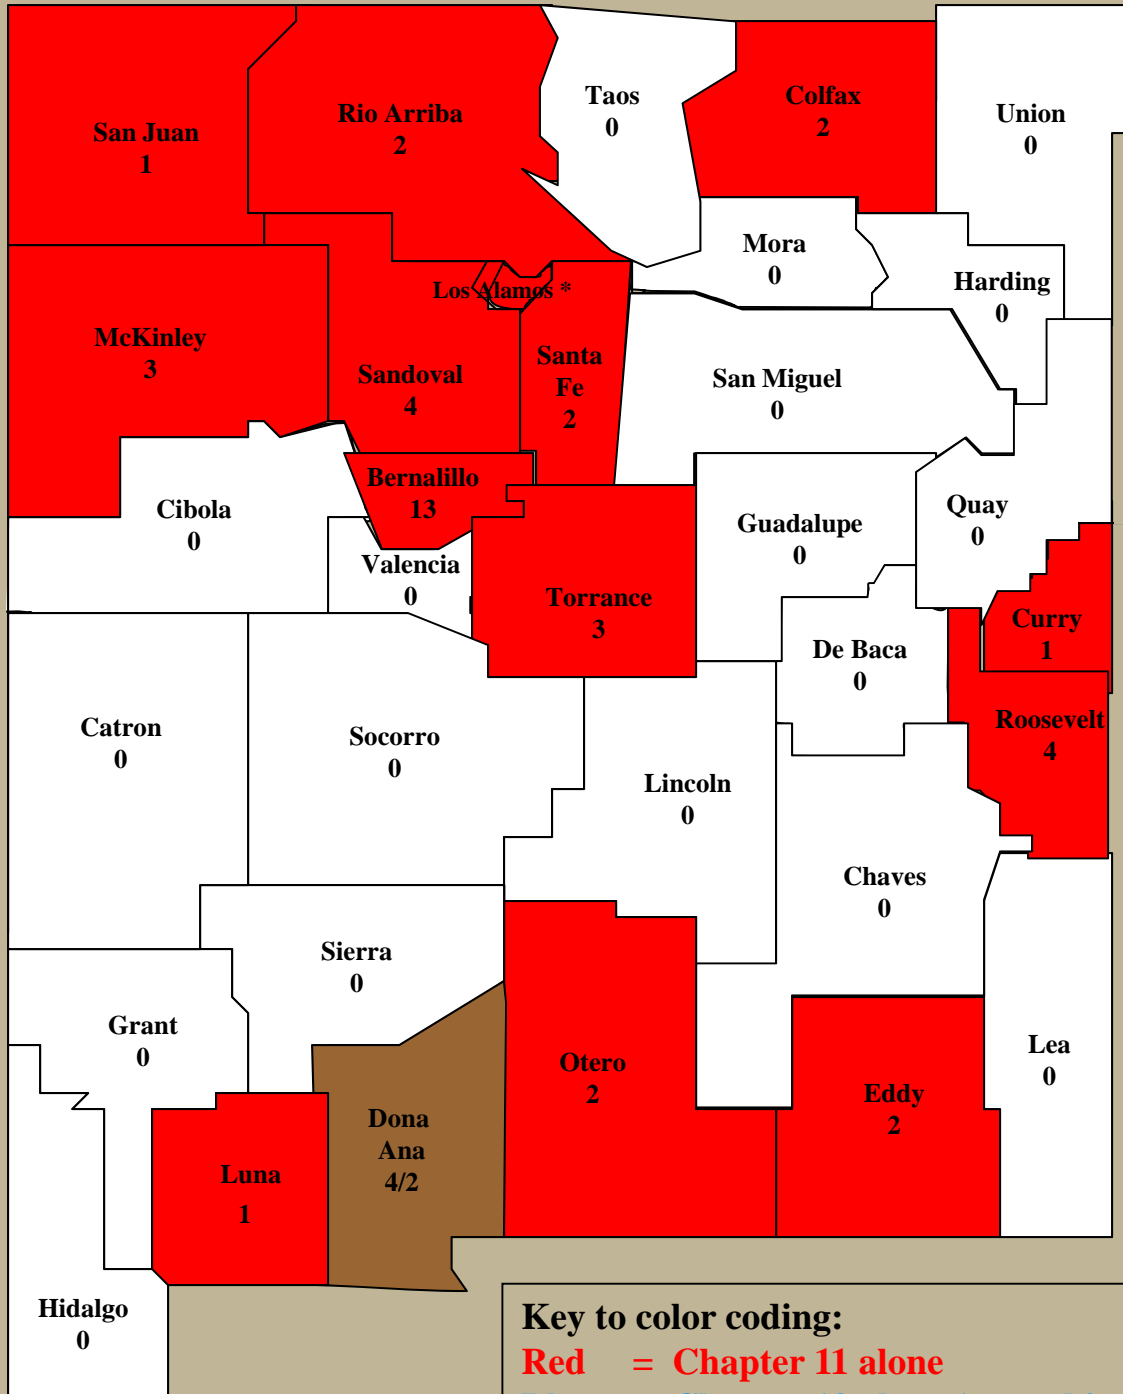 San Juan
1
Rio Arriba
2
Taos
0
Colfax
2
Union
0
Mora
0
Harding
0
Los Alamos *
McKinley
3
Sandoval
4
Santa
Fe
2
San Miguel
0
Bernalillo
13
Cibola
0
Valencia
0
Torrance
3
Guadalupe
0
Quay
0
Curry
1
De Baca
0
Roosevelt
4
Catron
0
Socorro
0
Lincoln
0
Chaves
0
Sierra
0
Grant
0
Otero
2
Eddy
2
Lea
0
Dona
Ana
4/2
Luna
1
Hidalgo
0
Key to color coding:
Red = Chapter 11 alone